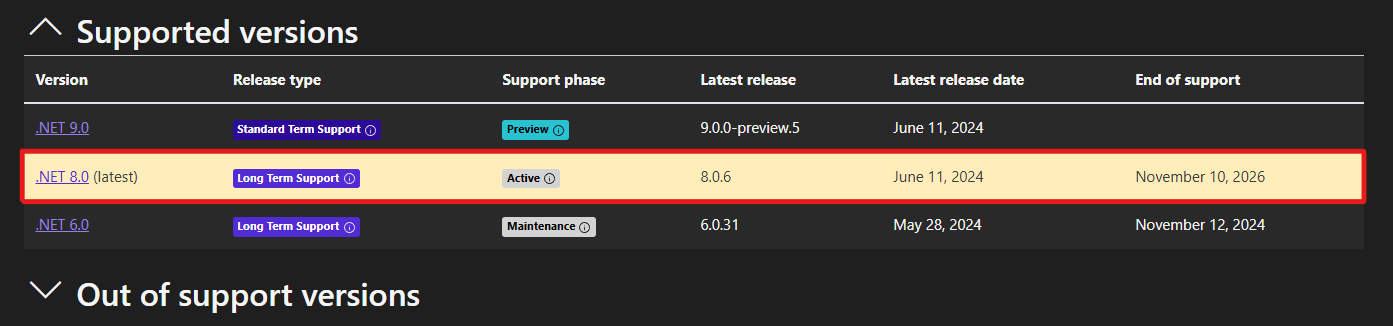 Supported versions
Version Release type Support phase Latest release Latest release date End of support
.NET 9.0 Standard Term Support Preview 9.0.0-preview.5 June 11, 2024
.NET 8.0 (latest) Long Term Support Active 8.0.6 June 11, 2024 November 10, 2026
.NET 6.0 Long Term Support Maintenance 6.0.31 May 28, 2024 November 12, 2024
Out of support versions